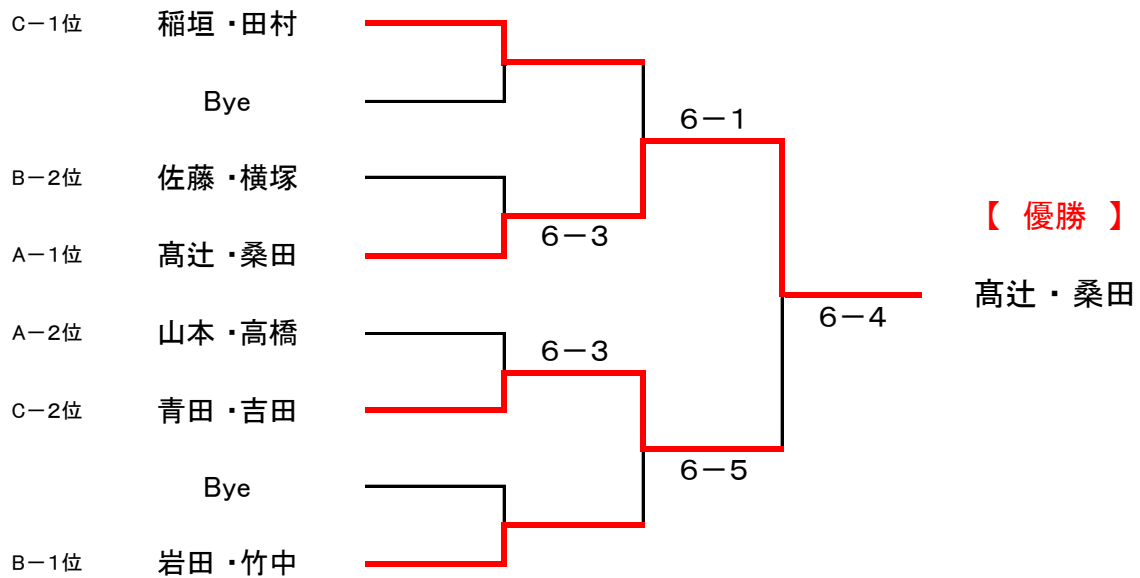 C－1位 稲垣 ・田村
Bye
6－1
B－2位 佐藤 ・横塚
【 優勝 】
6－3
A－1位 髙辻 ・桑田
髙辻 ・ 桑田
6－4
A－2位 山本 ・高橋
6－3
C－2位 青田 ・吉田
6－5
Bye
B－1位 岩田 ・竹中